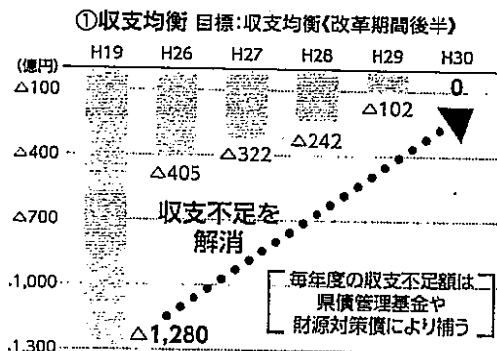 ①収支均衡 目標:収支均衡《改革期間後半》
H19 H26 H27 H28 H29 H30
(億円)
△100
0
△102
△242
△322
△400
△405
△700
収支不足を
解消
毎年度の収支不足額は
県債管理基金や
財源対策債により補う
1,000
△1,280
1,300